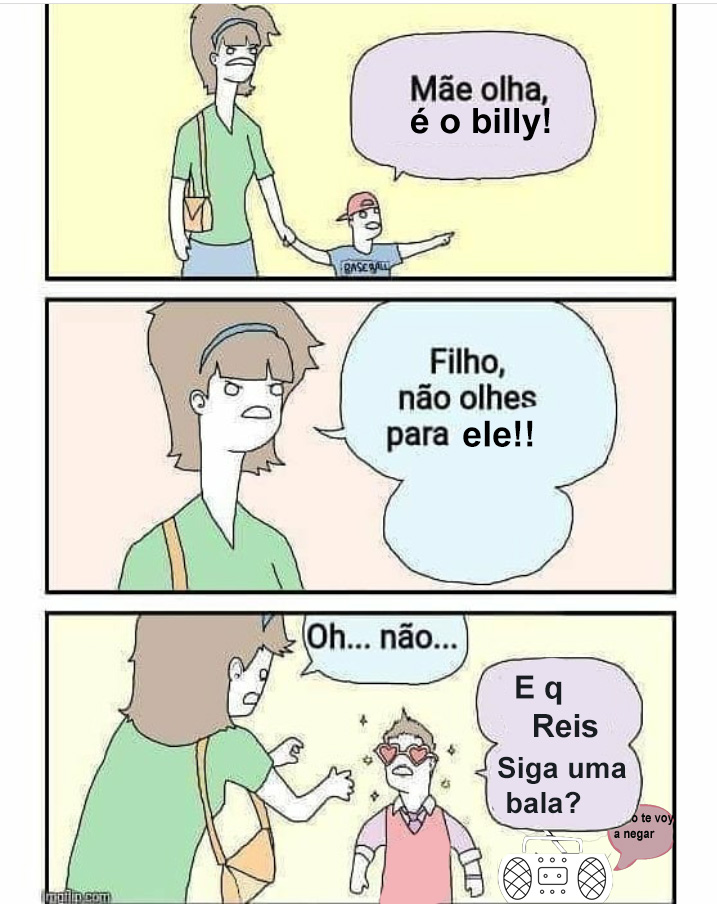 Mãe olha,
é o billy!
BASEBALL
Filho,
não olhes
para ele!!
Oh... não...
E q
Reis
Siga uma
bala?
o te voy
a negar
imgflip.com